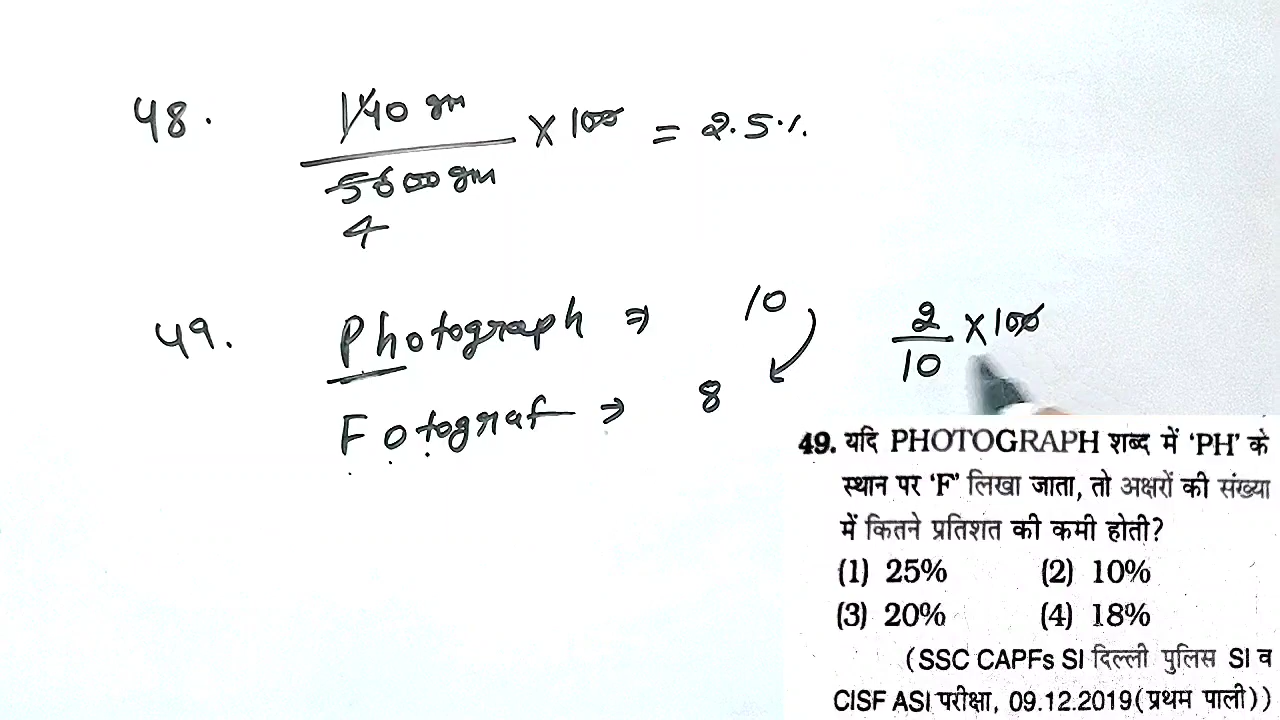 48. 140 gm / 5600 gm × 100 = 2.5%
4
49. Photograph ⇒ 10
2/10 × 100
Fotograf ⇒ 8
49. यदि PHOTOGRAPH शब्द में ‘PH’ के
स्थान पर ‘F’ लिखा जाता, तो अक्षरों की संख्या
में कितने प्रतिशत की कमी होती?
(1) 25% (2) 10%
(3) 20% (4) 18%
(SSC CAPFs SI दिल्ली पुलिस SI व
CISF ASI परीक्षा, 09.12.2019 (प्रथम पाली))